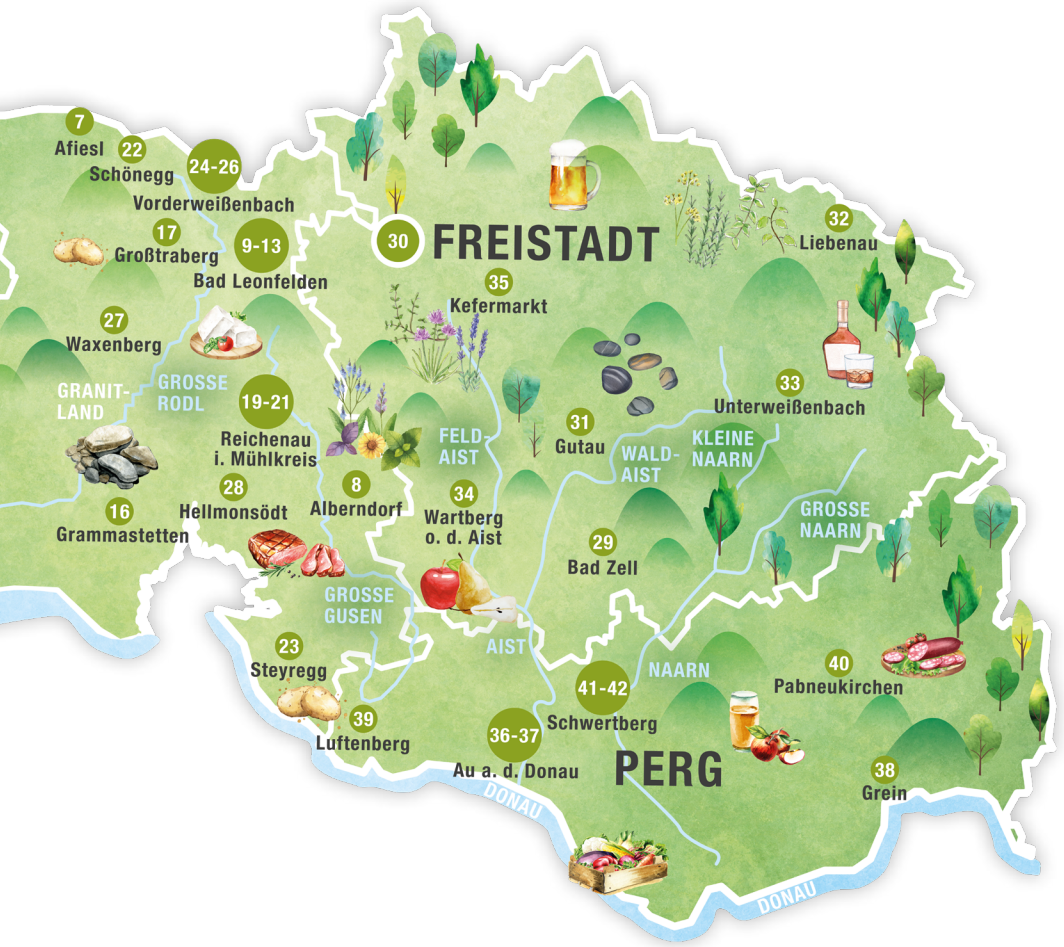 7
Afiesl
22
Schönegg
24-26
Vorderweißenbach
17
Großtraberg
9-13
Bad Leonfelden
30
FREISTADT
32
Liebenau
35
Kefermarkt
27
Waxenberg
GRANIT-
LAND
GROSSE
RODL
19-21
Reichenau
i. Mühlkreis
33
Unterweißenbach
31
Gutau
FELD-
AIST
WALD-
AIST
KLEINE
NAARN
GROSSE
NAARN
16
Grammastetten
28
Hellmonsödt
8
Alberndorf
34
Wartberg
o. d. Aist
29
Bad Zell
GROSSE
GUSEN
AIST
23
Steyregg
39
Luftenberg
41-42
Schwertberg
NAARN
40
Pabneukirchen
36-37
Au a. d. Donau
PERG
38
Grein
DONAU
DONAU